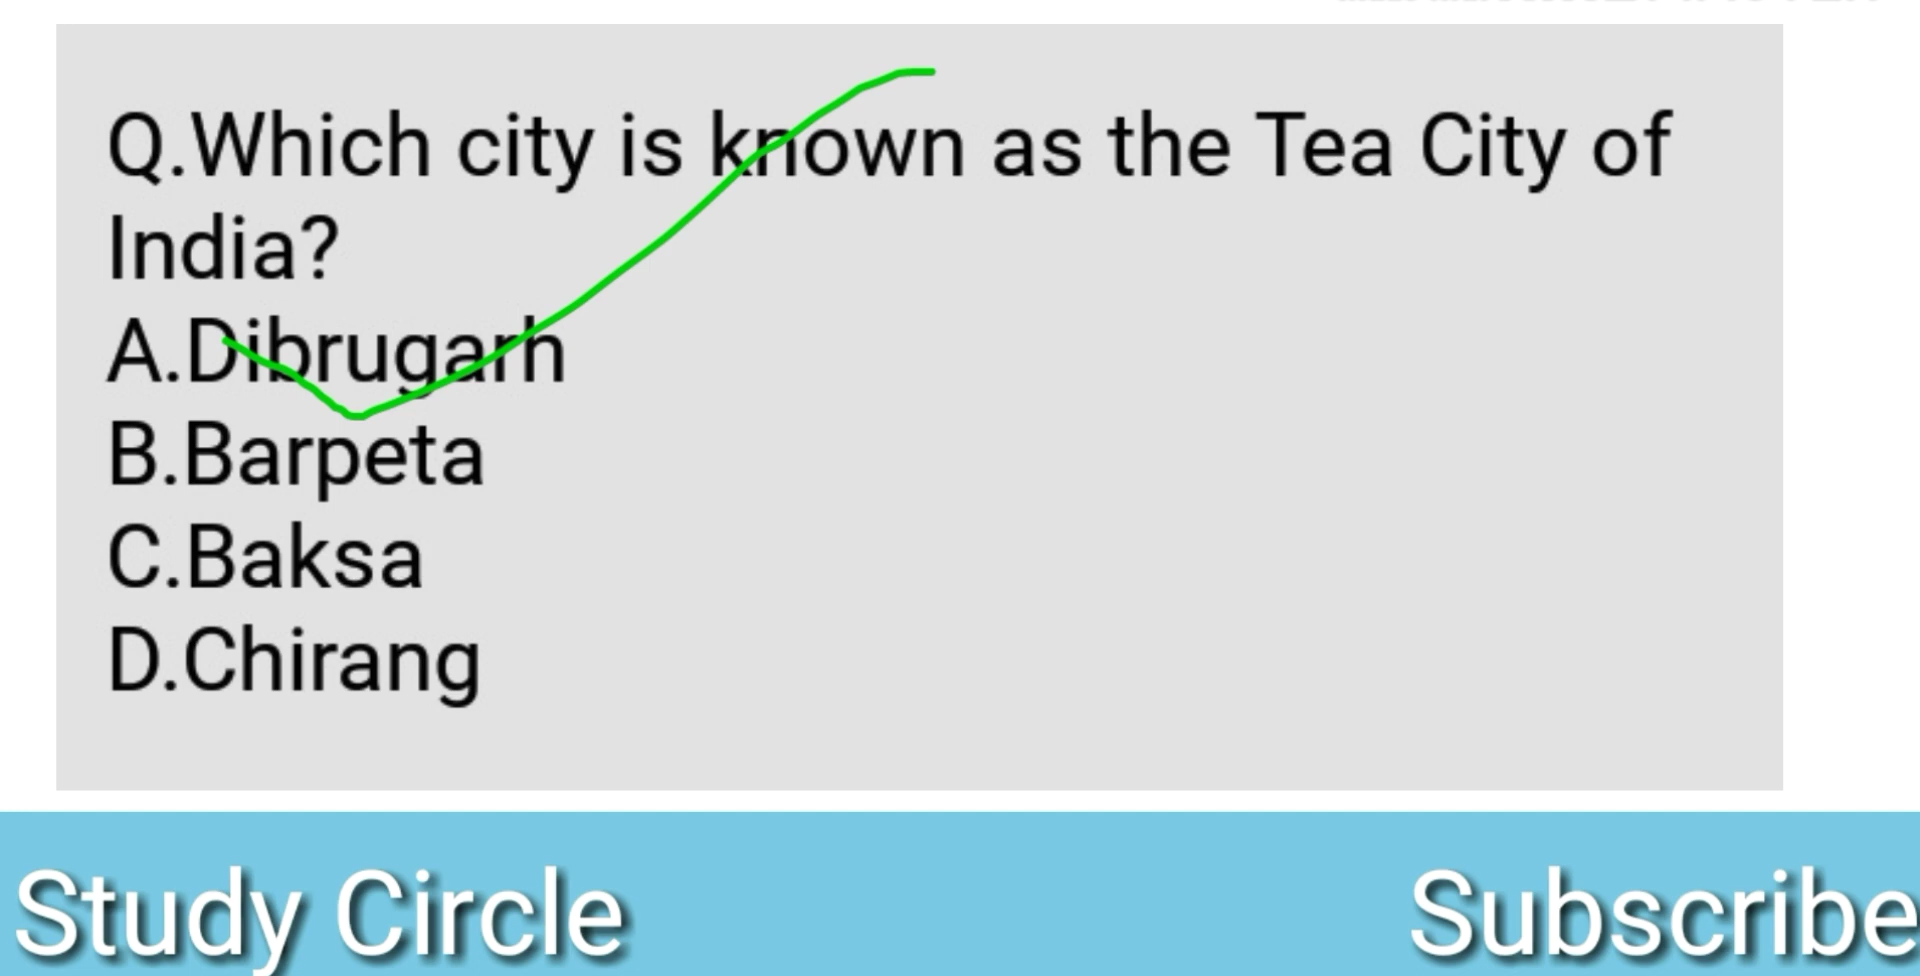 Q.Which city is known as the Tea City of
India?
A.Dibrugarh
B.Barpeta
C.Baksa
D.Chirang
Study Circle
Subscribe